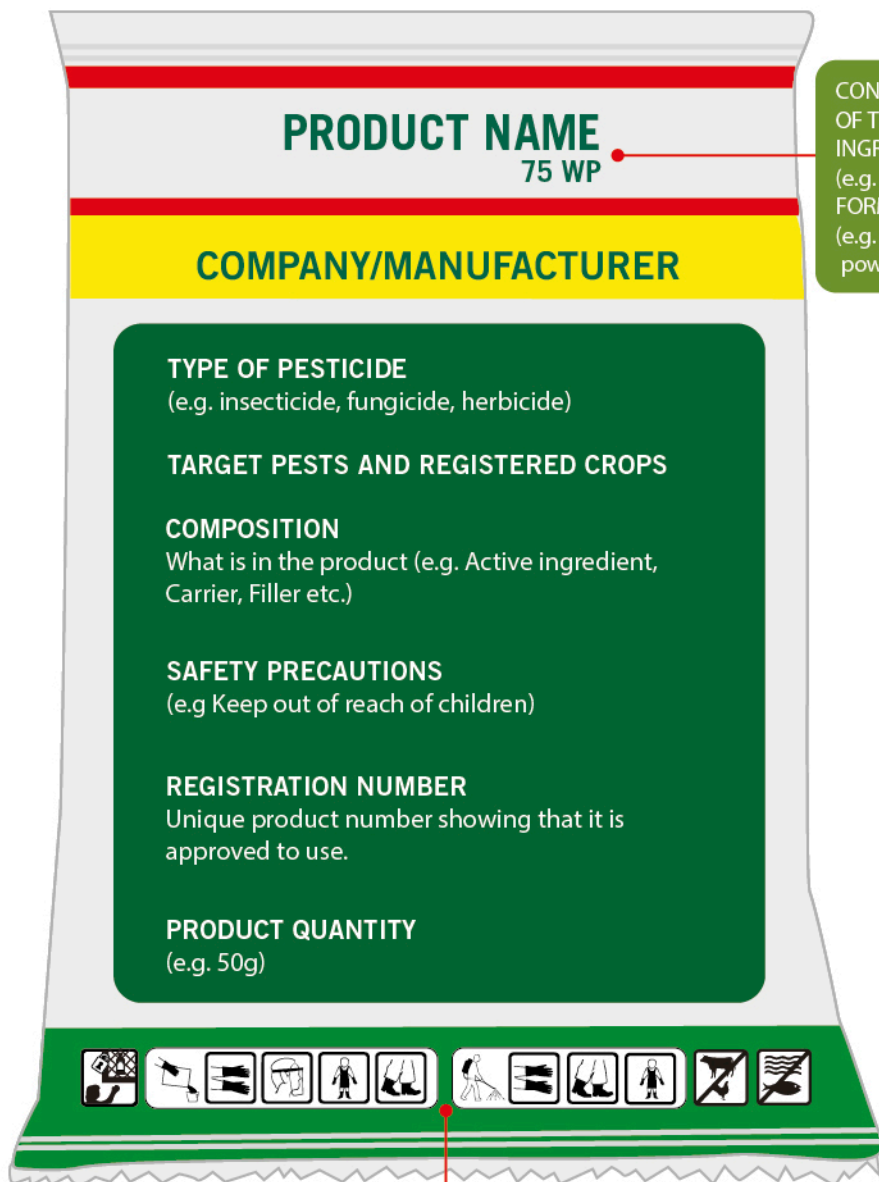 PRODUCT NAME
75 WP
CON
OF T
INGR
(e.g.
FORM
(e.g.
pow
COMPANY/MANUFACTURER
TYPE OF PESTICIDE
(e.g. insecticide, fungicide, herbicide)
TARGET PESTS AND REGISTERED CROPS
COMPOSITION
What is in the product (e.g. Active ingredient,
Carrier, Filler etc.)
SAFETY PRECAUTIONS
(e.g Keep out of reach of children)
REGISTRATION NUMBER
Unique product number showing that it is
approved to use.
PRODUCT QUANTITY
(e.g. 50g)